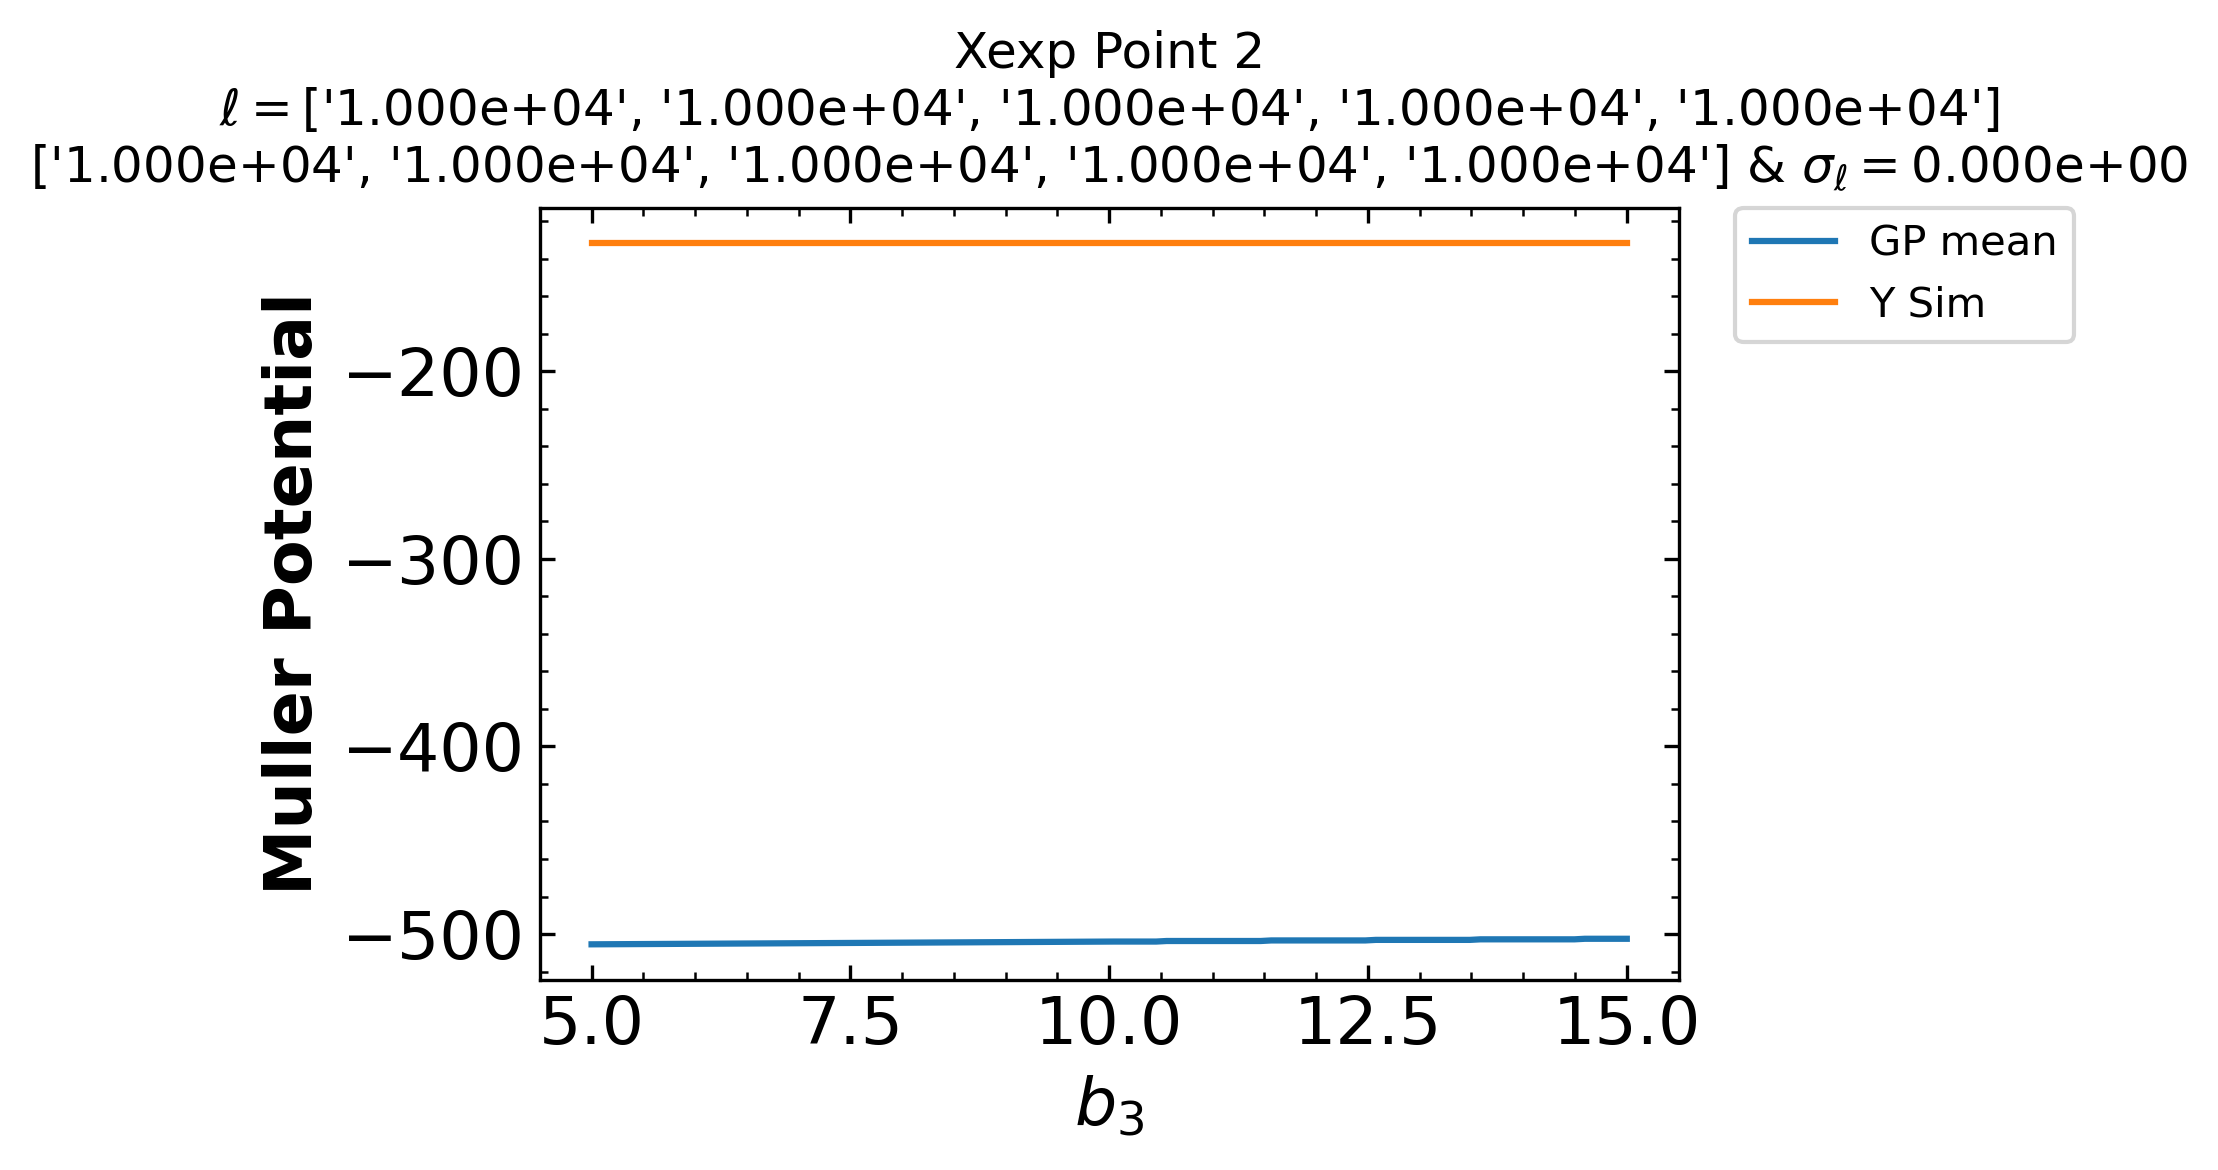 Xexp Point 2
ℓ = ['1.000e+04', '1.000e+04', '1.000e+04', '1.000e+04', '1.000e+04']
['1.000e+04', '1.000e+04', '1.000e+04', '1.000e+04', '1.000e+04'] & σ_ℓ = 0.000e+00
GP mean
Y Sim
Muller Potential
−200
−300
−400
−500
5.0 7.5 10.0 12.5 15.0
b₃